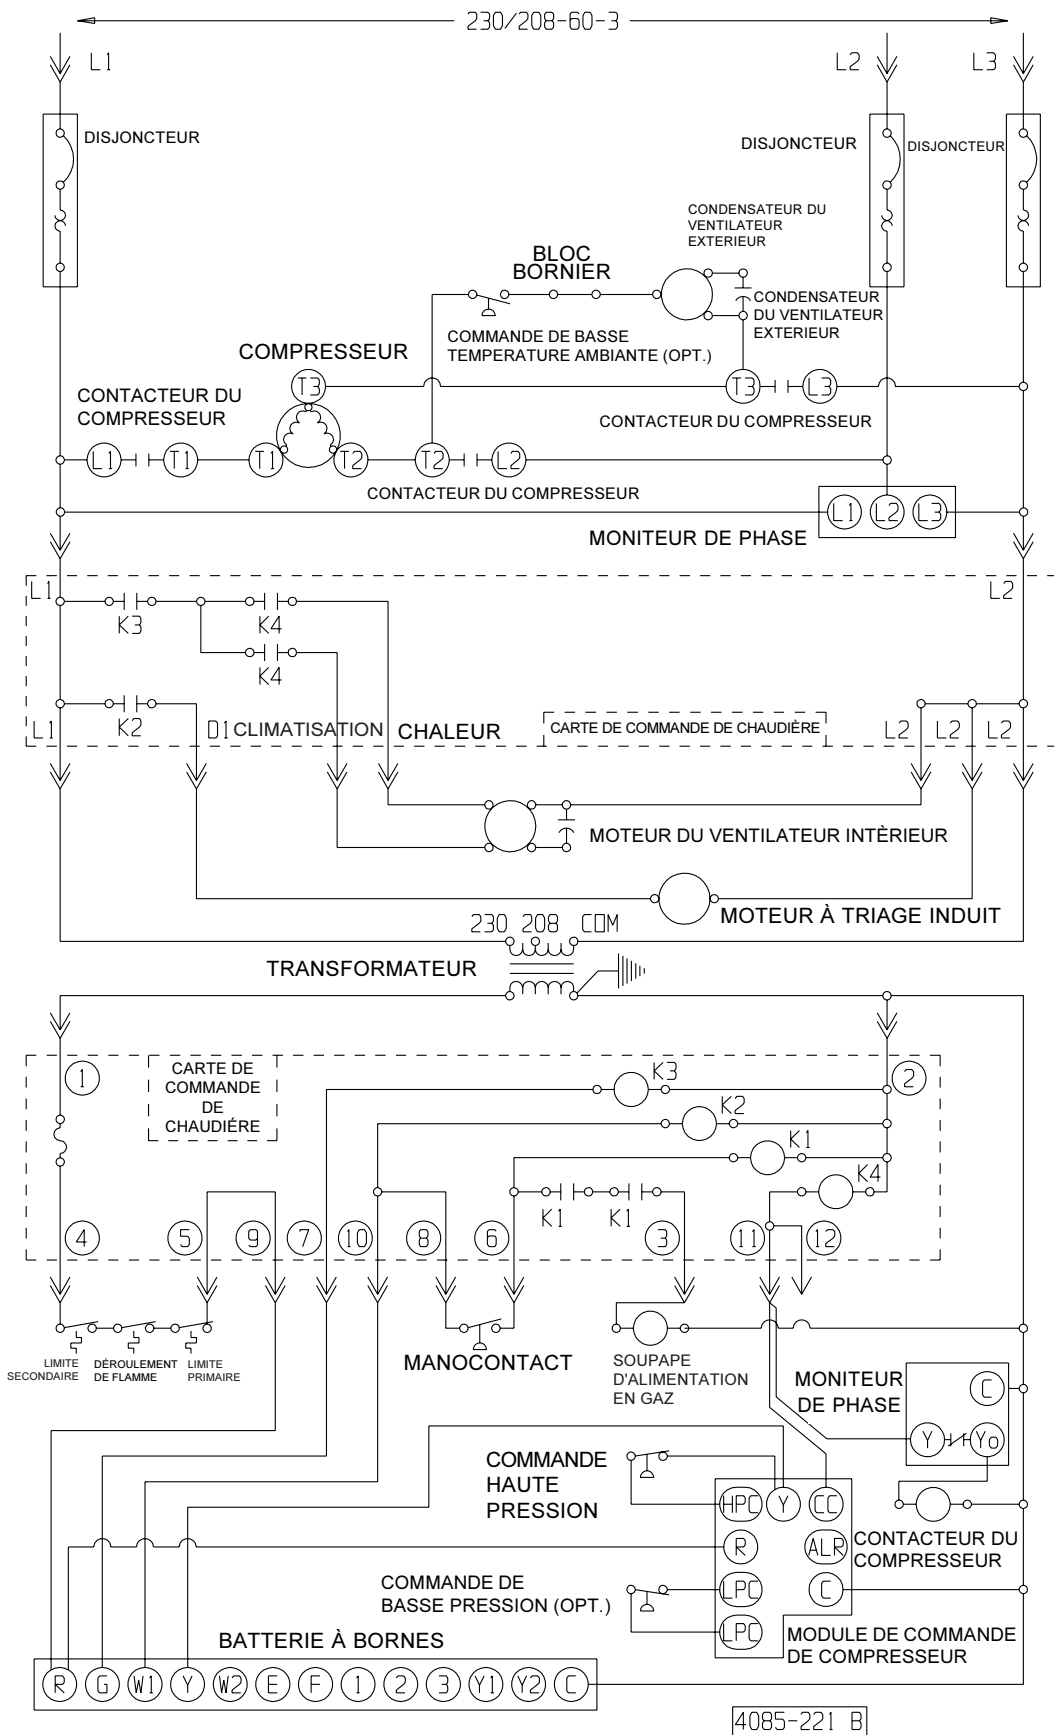 230/208-60-3
L1
L2
L3
DISJONCTEUR
DISJONCTEUR
DISJONCTEUR
CONDENSATEUR DU
VENTILATEUR
EXTERIEUR
BLOC
BORNIER
CONDENSATEUR
DU VENTILATEUR
EXTERIEUR
COMMANDE DE BASSE
TEMPERATURE AMBIANTE (OPT.)
COMPRESSEUR
T3
T3
L3
CONTACTEUR DU
COMPRESSEUR
CONTACTEUR DU COMPRESSEUR
L1
T1
T1
T2
T2
L2
CONTACTEUR DU COMPRESSEUR
L1
L2
L3
MONITEUR DE PHASE
L1
L2
K3
K4
K4
L1
K2
D1
CLIMATISATION
CHALEUR
CARTE DE COMMANDE DE CHAUDIÈRE
L2
L2
L2
MOTEUR DU VENTILATEUR INTÈRIEUR
MOTEUR À TRIAGE INDUIT
230 208 COM
TRANSFORMATEUR
1
CARTE DE
COMMANDE
DE
CHAUDIÉRE
K3
2
K2
K1
K4
K1
K1
4
5
9
7
10
8
6
3
11
12
LIMITE
SECONDAIRE
DÉROULEMENT
DE FLAMME
LIMITE
PRIMAIRE
MANOCONTACT
SOUPAPE
D'ALIMENTATION
EN GAZ
MONITEUR
DE PHASE
C
Y
Yo
COMMANDE
HAUTE
PRESSION
HPC
Y
CC
R
ALR
CONTACTEUR DU
COMPRESSEUR
COMMANDE DE
BASSE PRESSION (OPT.)
LPC
C
LPC
MODULE DE COMMANDE
DE COMPRESSEUR
BATTERIE À BORNES
R
G
W1
Y
W2
E
F
1
2
3
Y1
Y2
C
4085-221 B